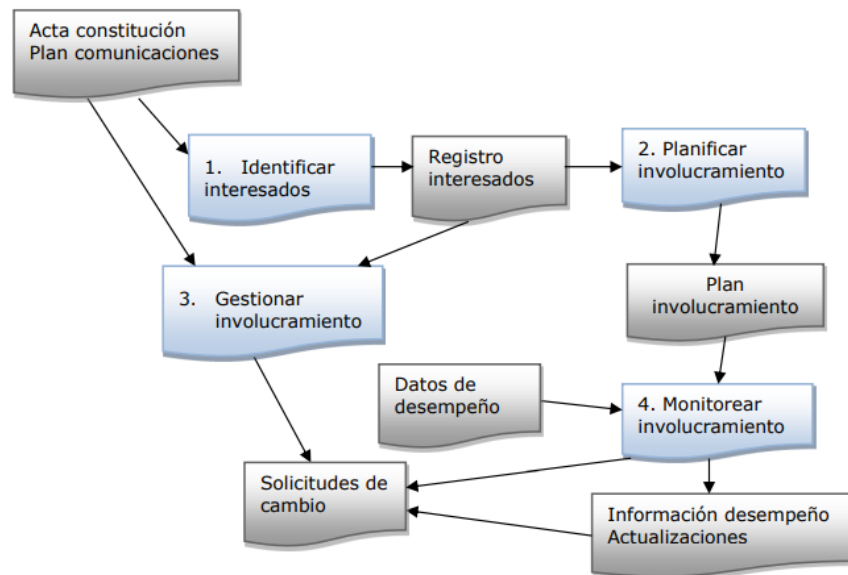 Acta constitución
Plan comunicaciones
1. Identificar
interesados
Registro
interesados
2. Planificar
involucramiento
3. Gestionar
involucramiento
Plan
involucramiento
Datos de
desempeño
4. Monitorear
involucramiento
Solicitudes de
cambio
Información desempeño
Actualizaciones